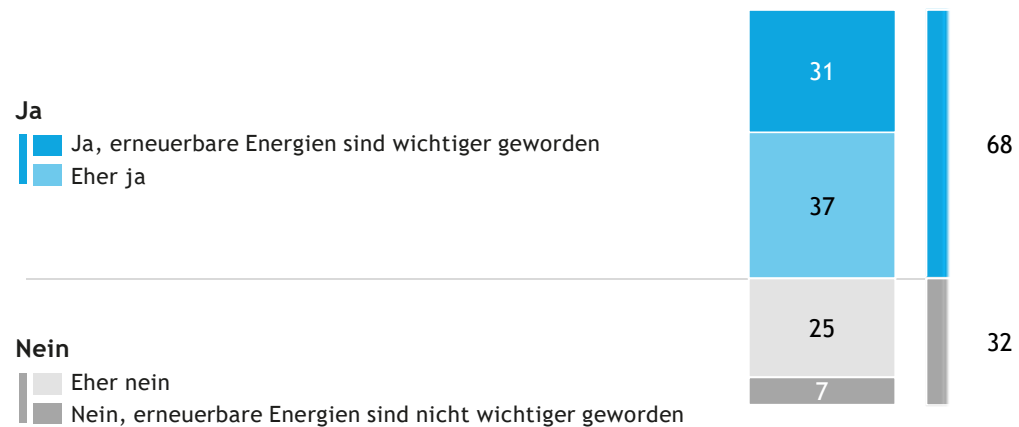 31
Ja
Ja, erneuerbare Energien sind wichtiger geworden
68
Eher ja
37
25
Nein
32
Eher nein
7
Nein, erneuerbare Energien sind nicht wichtiger geworden